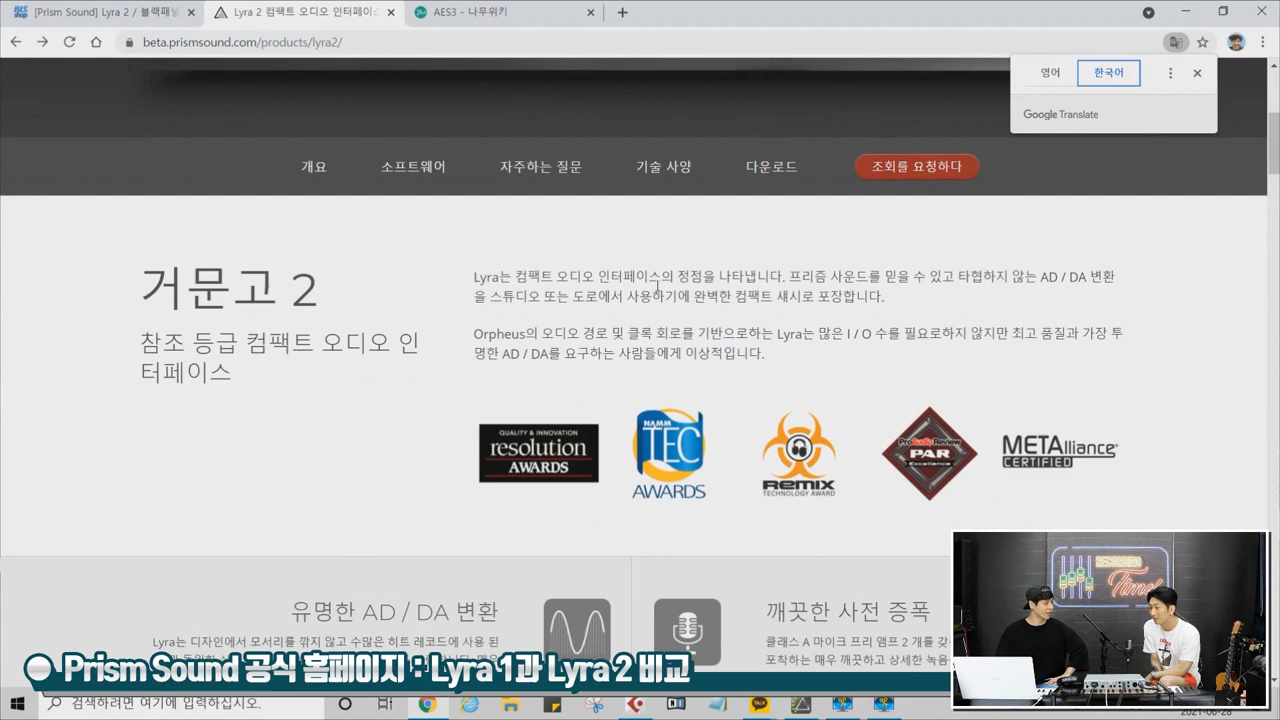 [Prism Sound] Lyra 2 / 블랙패널
Lyra 2 컴팩트 오디오 인터페이스
AES3 - 나무위키
beta.prismsound.com/products/lyra2/
영어
한국어
Google Translate
개요
소프트웨어
자주하는 질문
기술 사양
다운로드
조회를 요청하다
거문고 2
참조 등급 컴팩트 오디오 인
터페이스
Lyra는 컴팩트 오디오 인터페이스의 정점을 나타냅니다. 프리즘 사운드를 믿을 수 있고 타협하지 않는 AD / DA 변환
을 스튜디오 또는 도로에서 사용하기에 완벽한 컴팩트 섀시로 포장합니다.
Orpheus의 오디오 경로 및 클록 회로를 기반으로하는 Lyra는 많은 I / O 수를 필요로하지 않지만 최고 품질과 가장 투
명한 AD / DA를 요구하는 사람들에게 이상적입니다.
QUALITY & INNOVATION
resolution
AWARDS
NAMM
TEC
AWARDS
REMIX
TECHNOLOGY AWARD
ProAudioReview
PAR
Excellence
METAlliance
CERTIFIED
유명한 AD / DA 변환
Lyra는 디자인에서 모서리를 깎지 않고 수많은 히트 레코드에 사용 된
깨끗한 사전 증폭
클래스 A 마이크 프리 앰프 2 개를 갖
포착하는 매우 깨끗하고 상세한 녹음
Time
Prism Sound 공식 홈페이지 : Lyra 1과 Lyra 2 비교
검색하려면 여기에 입력하십시오.
TALK
2021-06-28